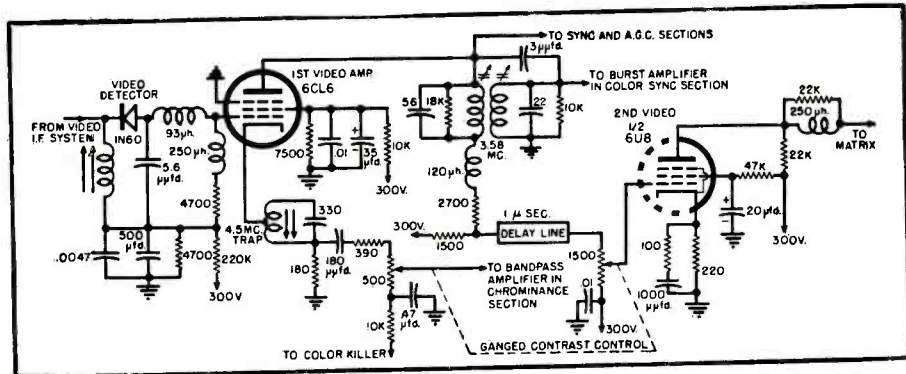 TO SYNC AND A.G.C. SECTIONS
3μμfd.
1ST VIDEO AMP.
6CL6
VIDEO
DETECTOR
TO BURST AMPLIFIER
IN COLOR SYNC SECTION
22K
250μh.
FROM VIDEO
I.F. SYSTEM
1N60
93μh.
56
18K
22
10K
2ND VIDEO
1/2
6U8
TO
MATRIX
250μh.
7500
.01
35
μfd.
10K
3.58
MC.
22K
5.6
μμfd.
120μh.
47K
300V.
4700
2700
20μfd.
4.5MC.
TRAP
330
1 μ SEC.
DELAY LINE
300V.
1500
300V.
.0047
500
μμfd.
4700
220K
180
180
μμfd.
390
1500
100
220
500
TO BANDPASS
AMPLIFIER IN
CHROMINANCE
SECTION
.01
1000
μμfd.
300V
.47
μfd.
300V.
10K
GANGED CONTRAST CONTROL
TO COLOR KILLER